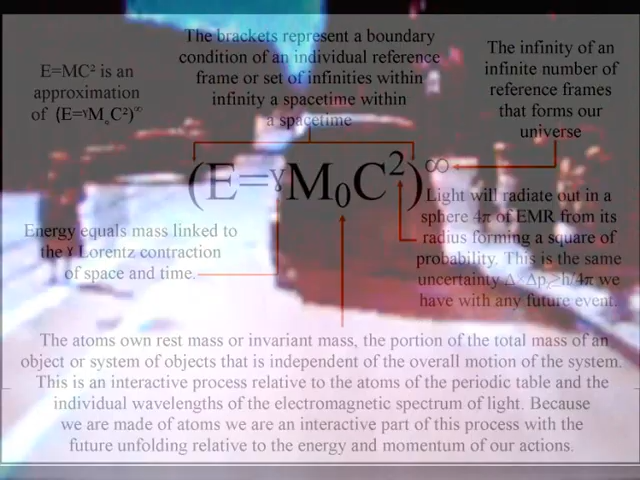 The brackets represent a boundary
condition of an individual reference
frame or set of infinities within
infinity a spacetime within
a spacetime
E=MC² is an
approximation
of (E=ˠM₀C²)∞
The infinity of an
infinite number of
reference frames
that forms our
universe
(E=ˠM₀C²)∞
Energy equals mass linked to
the ˠ Lorentz contraction
of space and time.
Light will radiate out in a
sphere 4π of EMR from its
radius forming a square of
probability. This is the same
uncertainty Δ×Δpₓ≥h/4π we
have with any future event.
The atoms own rest mass or invariant mass, the portion of the total mass of an
object or system of objects that is independent of the overall motion of the system.
This is an interactive process relative to the atoms of the periodic table and the
individual wavelengths of the electromagnetic spectrum of light. Because
we are made of atoms we are an interactive part of this process with the
future unfolding relative to the energy and momentum of our actions.